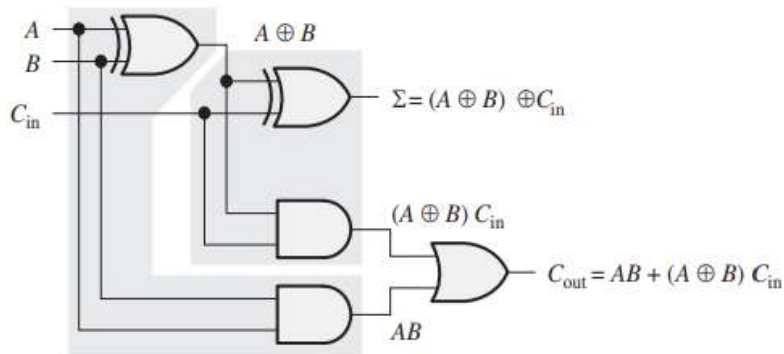 A
A ⊕ B
B
Σ = (A ⊕ B) ⊕ C_in
C_in
(A ⊕ B) C_in
C_out = AB + (A ⊕ B) C_in
AB